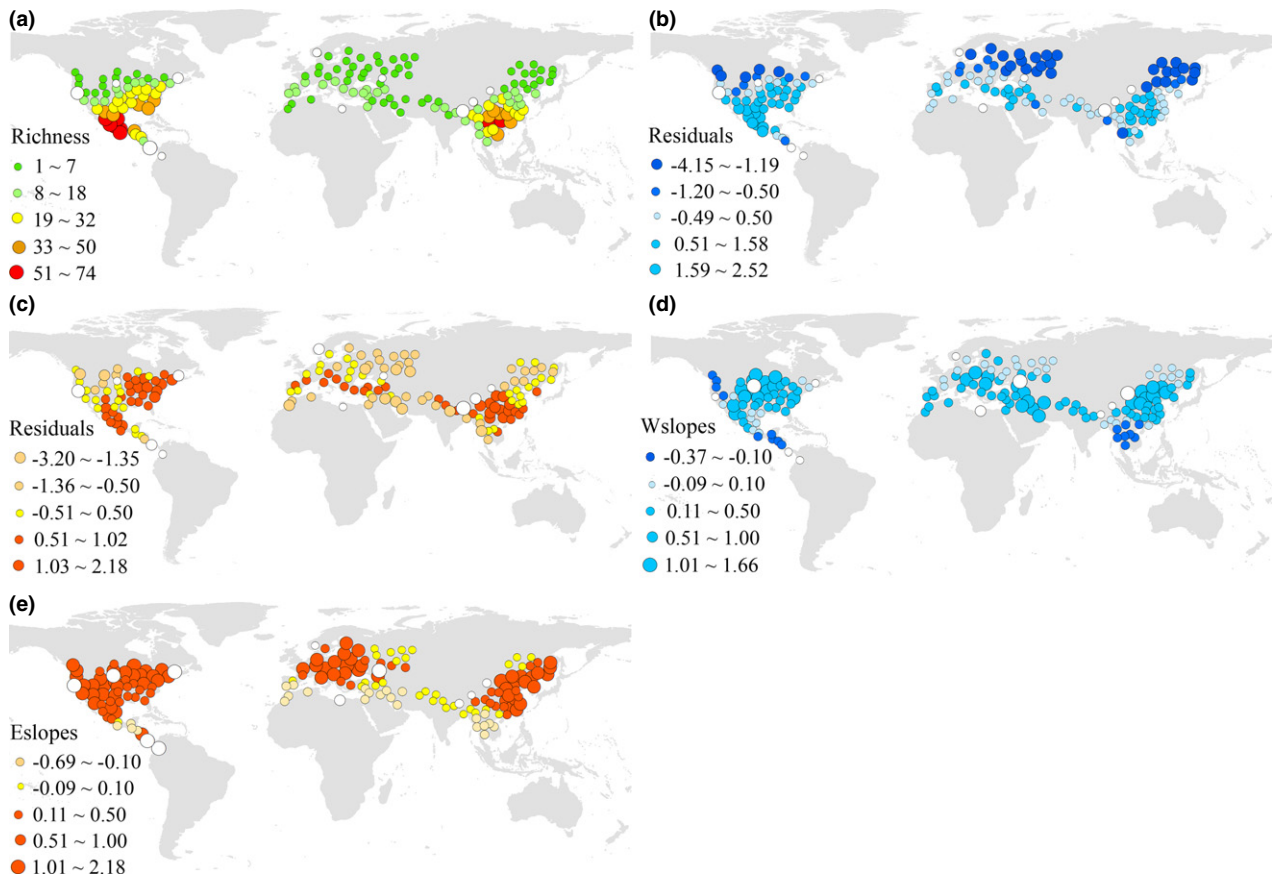 (a)
Richness
1 ~ 7
8 ~ 18
19 ~ 32
33 ~ 50
51 ~ 74
(b)
Residuals
-4.15 ~ -1.19
-1.20 ~ -0.50
-0.49 ~ 0.50
0.51 ~ 1.58
1.59 ~ 2.52
(c)
Residuals
-3.20 ~ -1.35
-1.36 ~ -0.50
-0.51 ~ 0.50
0.51 ~ 1.02
1.03 ~ 2.18
(d)
Wslopes
-0.37 ~ -0.10
-0.09 ~ 0.10
0.11 ~ 0.50
0.51 ~ 1.00
1.01 ~ 1.66
(e)
Eslopes
-0.69 ~ -0.10
-0.09 ~ 0.10
0.11 ~ 0.50
0.51 ~ 1.00
1.01 ~ 2.18